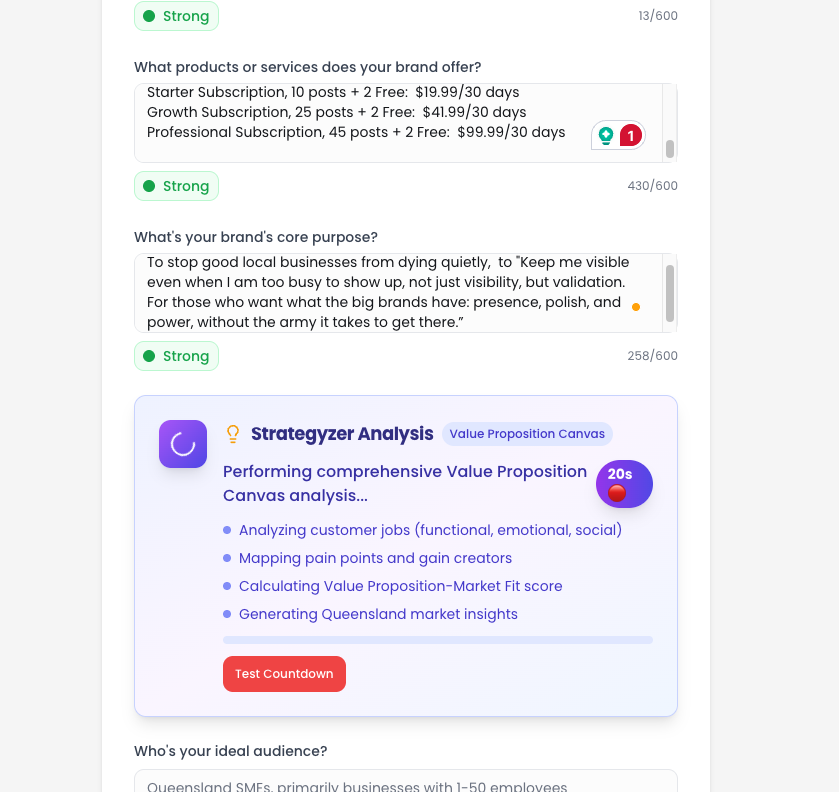 Strong
13/600
What products or services does your brand offer?
Starter Subscription, 10 posts + 2 Free:  $19.99/30 days
Growth Subscription, 25 posts + 2 Free:  $41.99/30 days
Professional Subscription, 45 posts + 2 Free:  $99.99/30 days
1
Strong
430/600
What's your brand's core purpose?
To stop good local businesses from dying quietly,  to "Keep me visible
even when I am too busy to show up, not just visibility, but validation.
For those who want what the big brands have: presence, polish, and
power, without the army it takes to get there.”
Strong
258/600
Strategyzer Analysis
Value Proposition Canvas
Performing comprehensive Value Proposition
Canvas analysis...
20s
Analyzing customer jobs (functional, emotional, social)
Mapping pain points and gain creators
Calculating Value Proposition-Market Fit score
Generating Queensland market insights
Test Countdown
Who's your ideal audience?
Queensland SMEs, primarily businesses with 1-50 employees